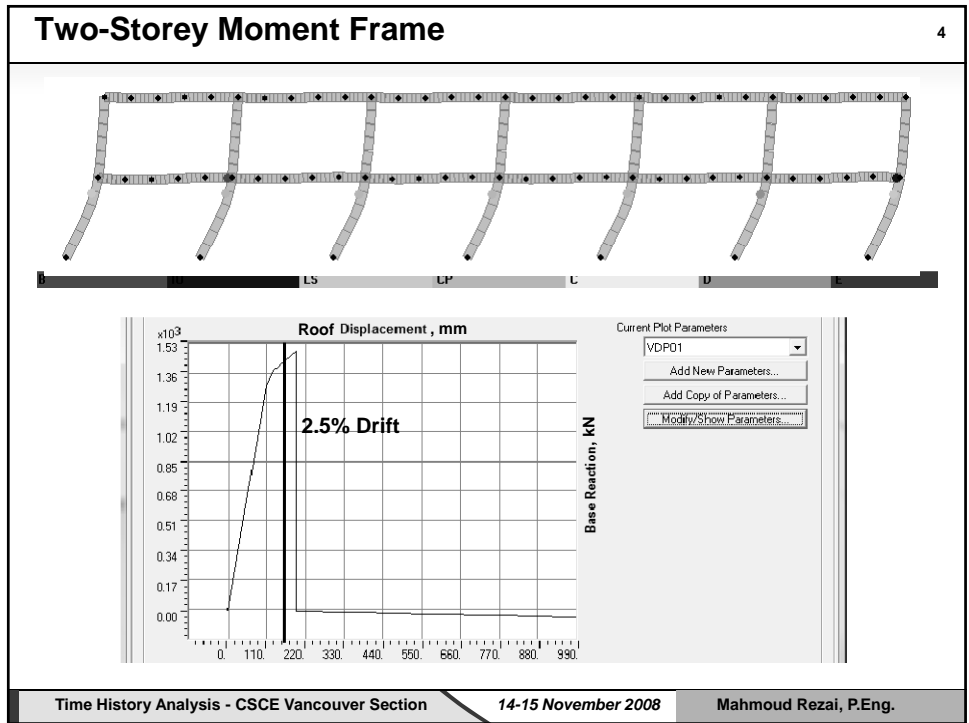 Two-Storey Moment Frame
4
B IO LS CP C D E
Roof Displacement , mm
x10³
1.53
1.36
1.19
1.02
0.85
0.68
0.51
0.34
0.17
0.00
2.5% Drift
0. 110. 220. 330. 440. 550. 660. 770. 880. 990.
Base Reaction, kN
Current Plot Parameters
VDP01
Add New Parameters...
Add Copy of Parameters...
Modify/Show Parameters...
Time History Analysis - CSCE Vancouver Section 14-15 November 2008 Mahmoud Rezai, P.Eng.